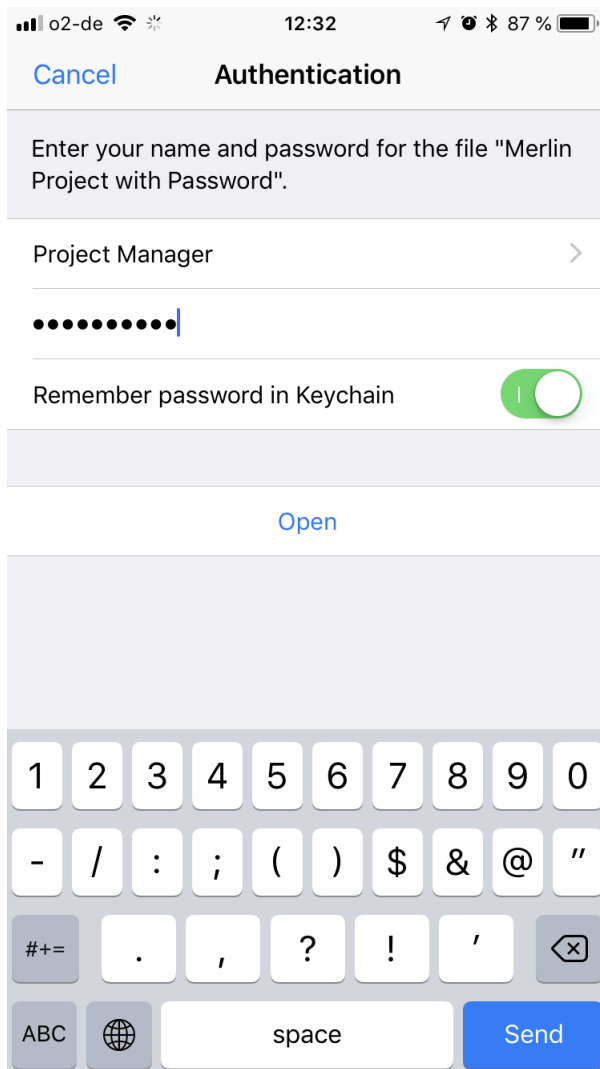 o2-de 12:32 87 %
Cancel Authentication
Enter your name and password for the file "Merlin
Project with Password".
Project Manager
••••••••••
Remember password in Keychain
Open
1 2 3 4 5 6 7 8 9 0
- / : ; ( ) $ & @ "
#+= . , ? ! '
ABC space Send